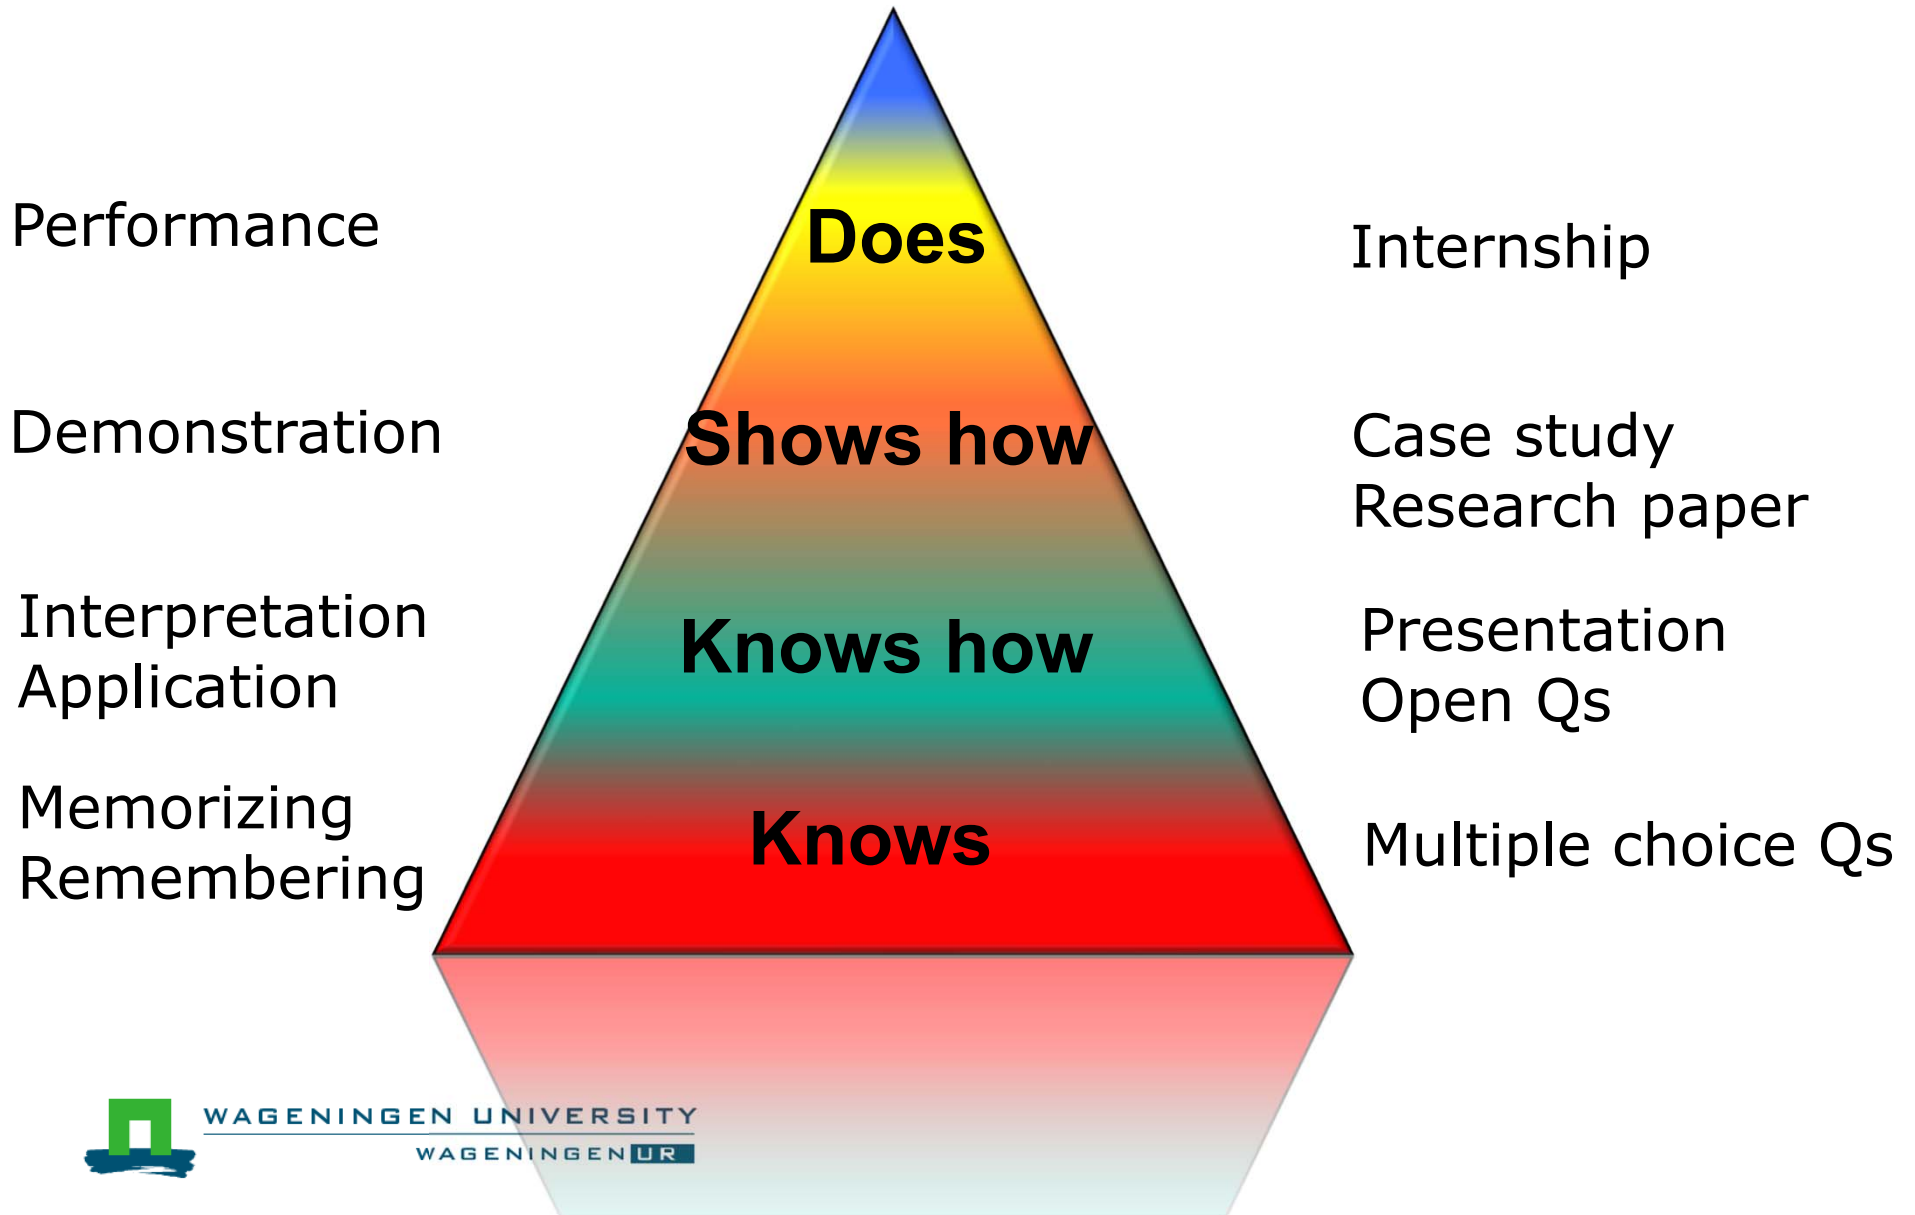 Performance
Does
Internship
Demonstration
Shows how
Case study
Research paper
Interpretation
Application
Knows how
Presentation
Open Qs
Memorizing
Remembering
Knows
Multiple choice Qs
WAGENINGEN UNIVERSITY
WAGENINGEN UR